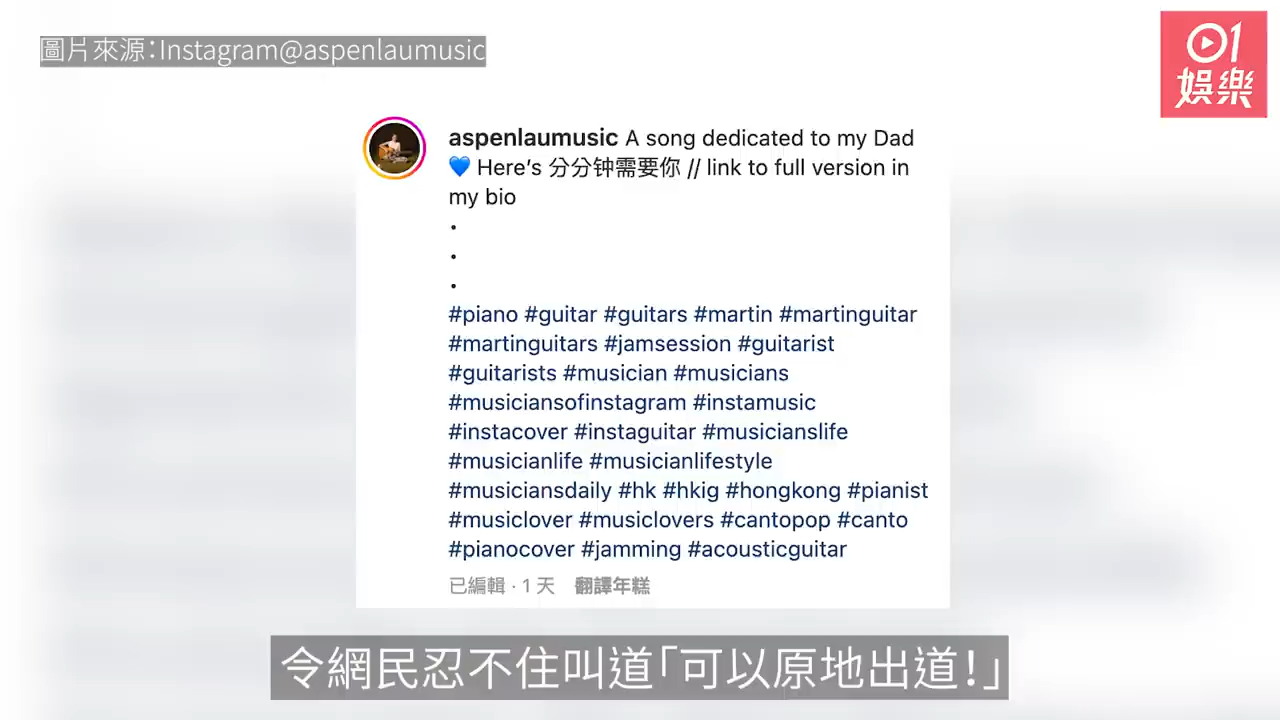 圖片來源：Instagram@aspenlaumusic
01
娛樂
aspenlaumusic A song dedicated to my Dad
💙 Here's 分分钟需要你 // link to full version in
my bio
•
•
•
#piano #guitar #guitars #martin #martinguitar
#martinguitars #jamsession #guitarist
#guitarists #musician #musicians
#musiciansofinstagram #instamusic
#instacover #instaguitar #musicianslife
#musicianlife #musicianlifestyle
#musiciansdaily #hk #hkig #hongkong #pianist
#musiclover #musiclovers #cantopop #canto
#pianocover #jamming #acousticguitar
已編輯 · 1 天 翻譯年糕
令網民忍不住叫道「可以原地出道！」